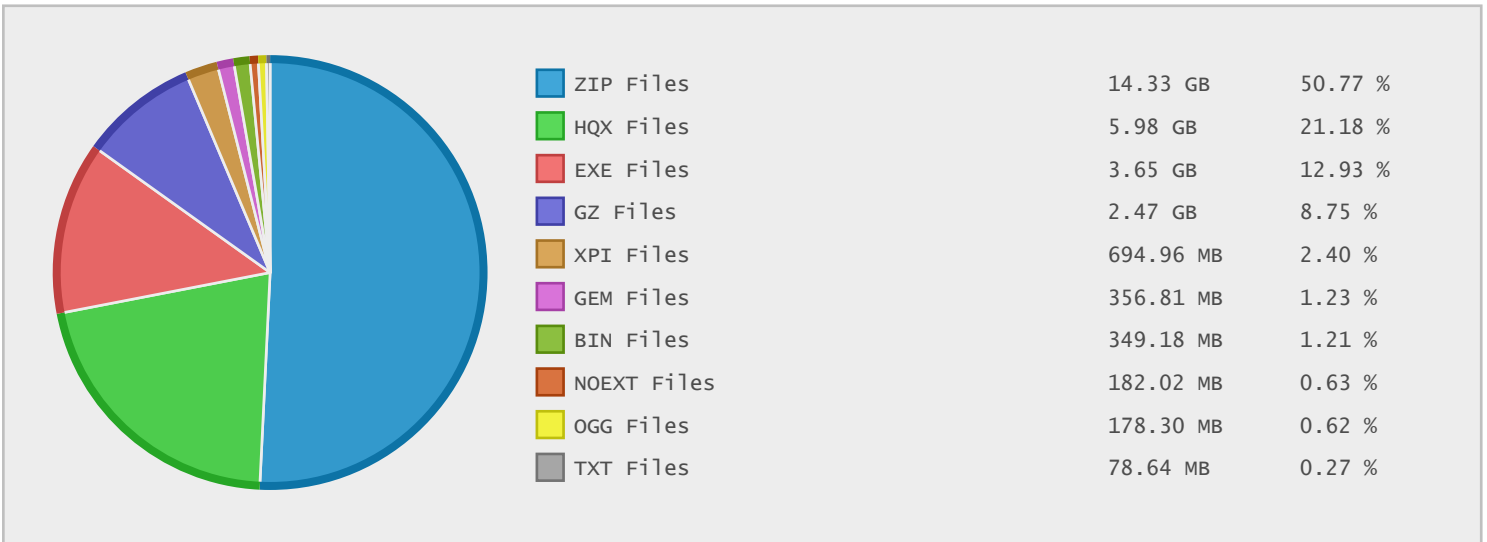 ZIP Files 14.33 GB 50.77 %
HQX Files 5.98 GB 21.18 %
EXE Files 3.65 GB 12.93 %
GZ Files 2.47 GB 8.75 %
XPI Files 694.96 MB 2.40 %
GEM Files 356.81 MB 1.23 %
BIN Files 349.18 MB 1.21 %
NOEXT Files 182.02 MB 0.63 %
OGG Files 178.30 MB 0.62 %
TXT Files 78.64 MB 0.27 %